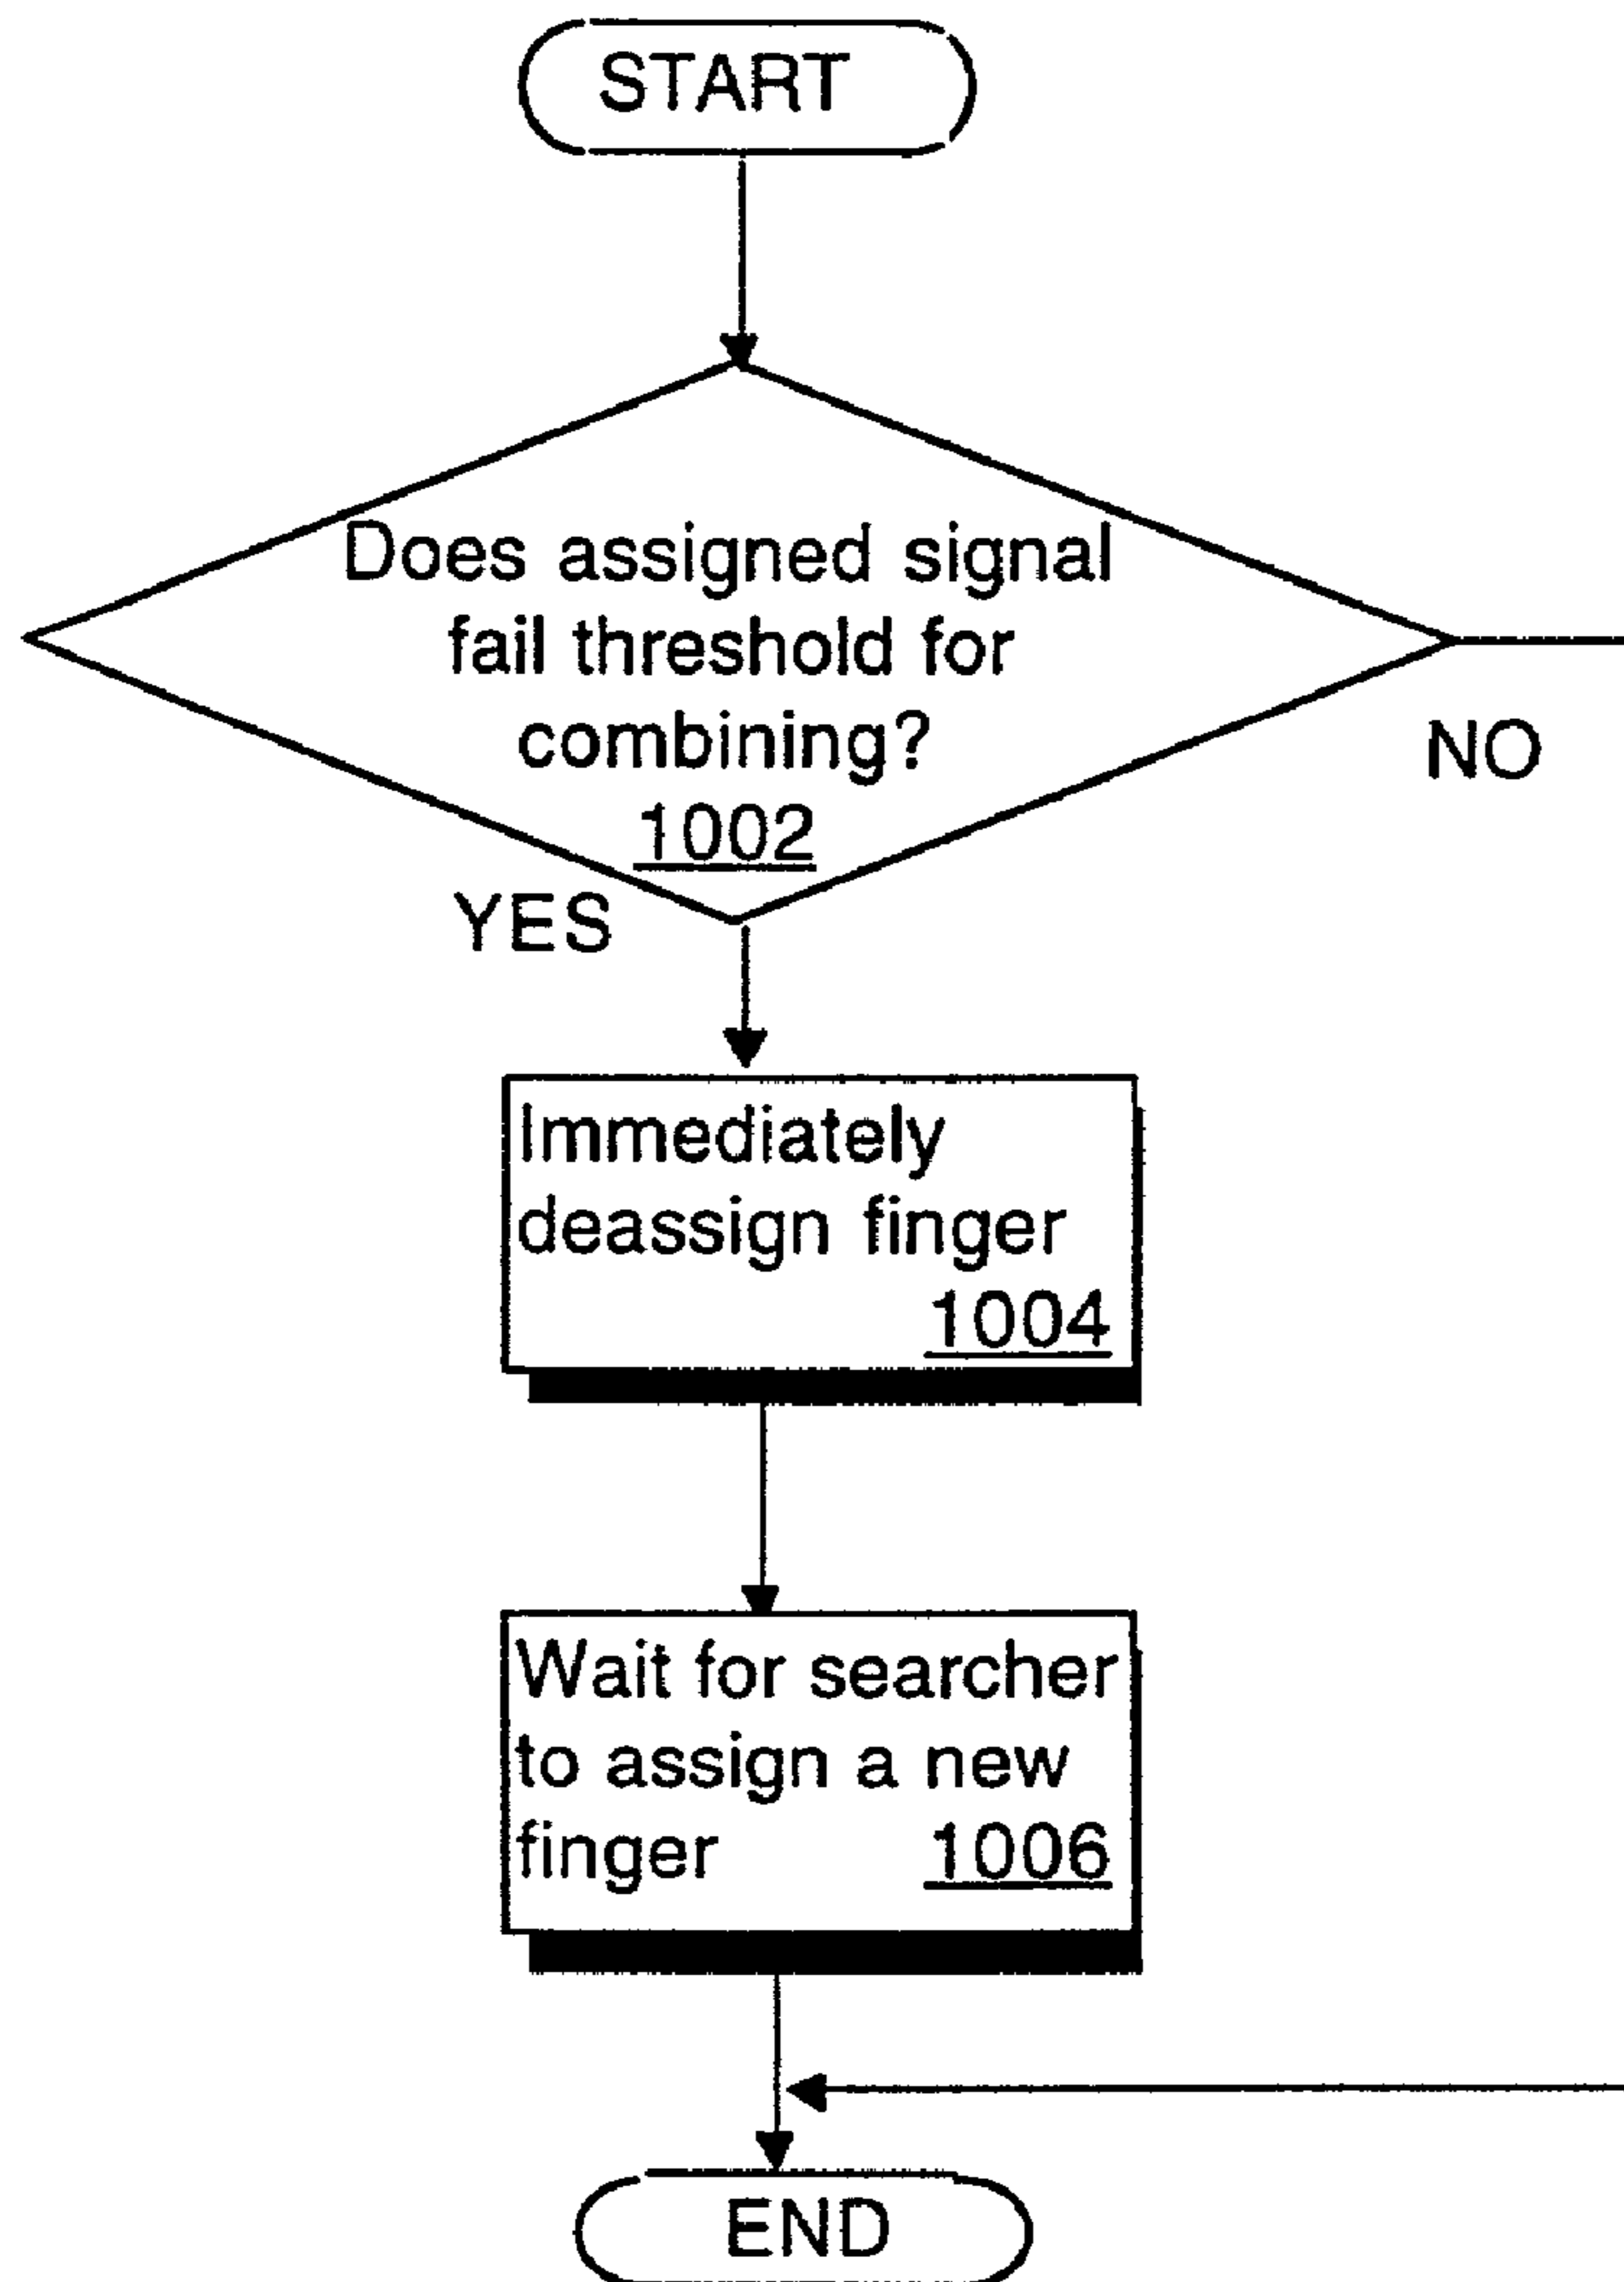 START
Does assigned signal
fail threshold for
combining?
1002
NO
YES
Immediately
deassign finger
1004
Wait for searcher
to assign a new
finger 1006
END